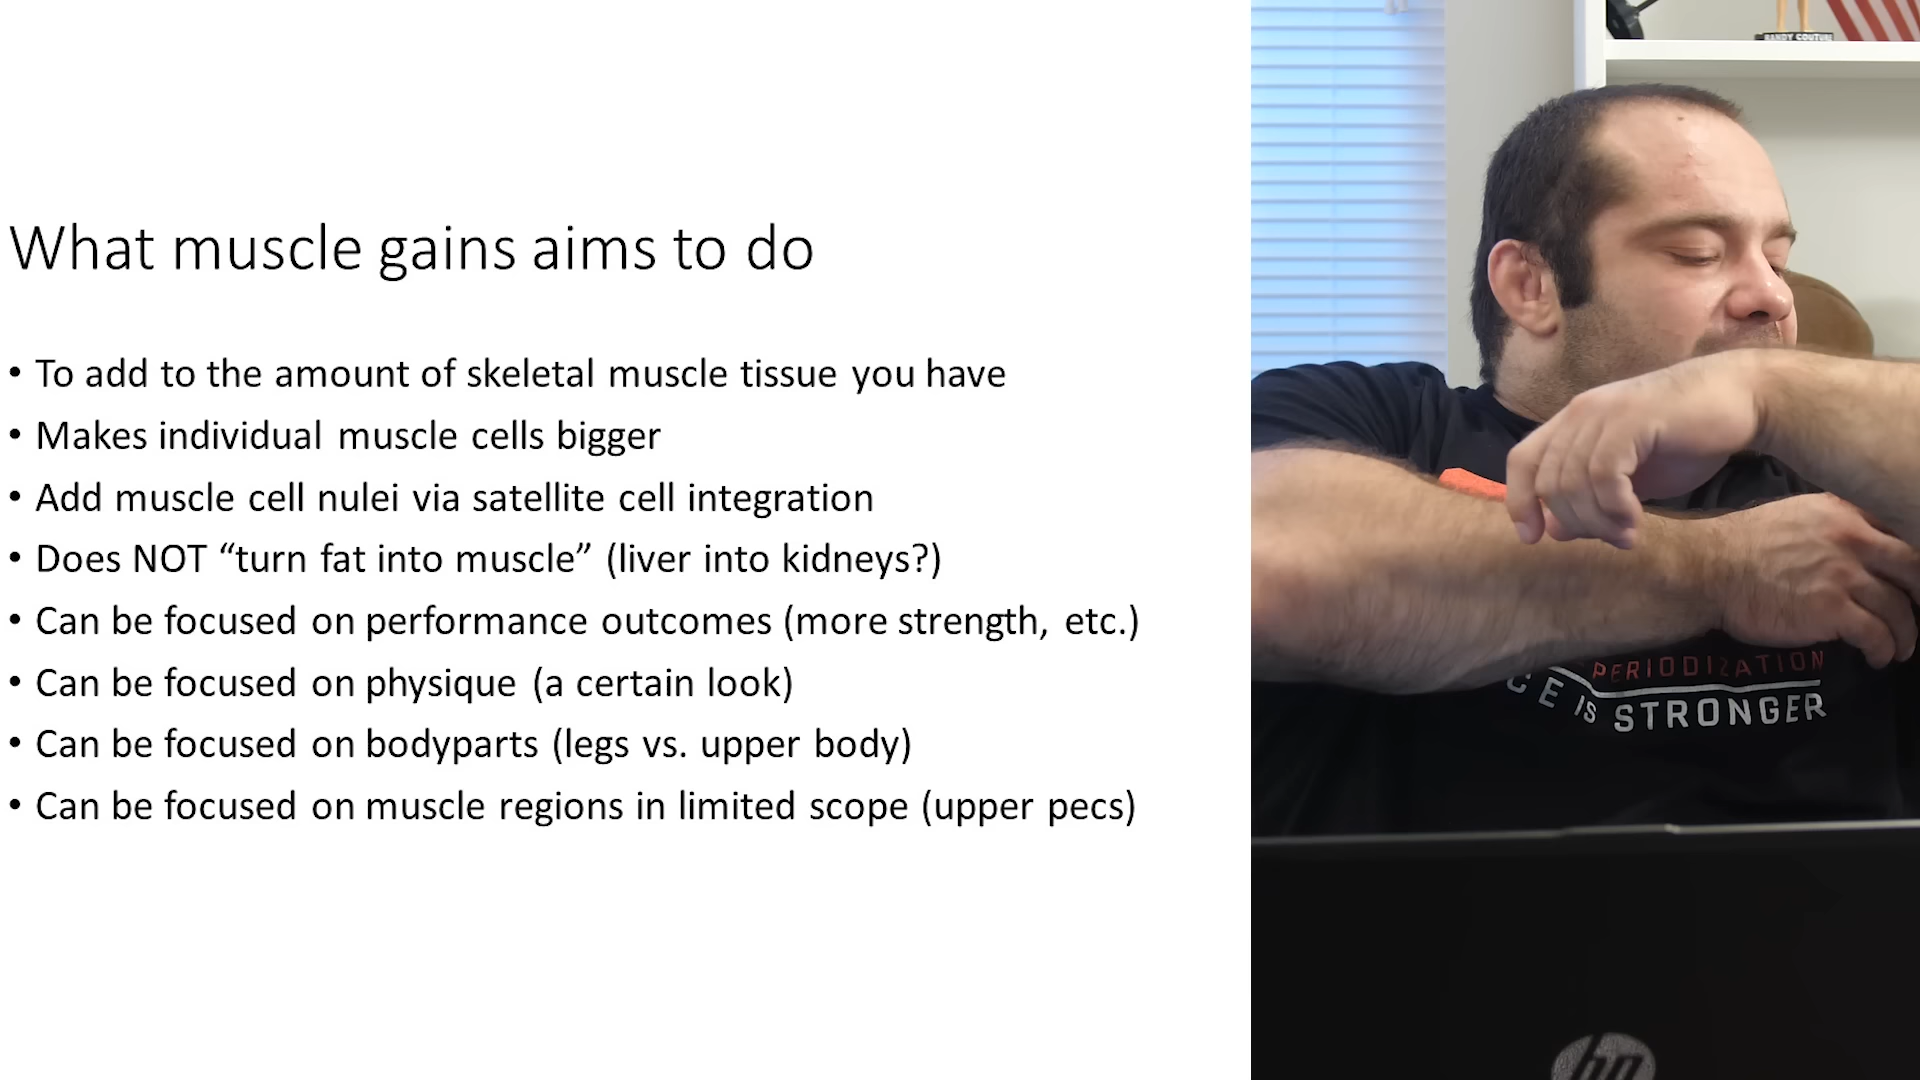 What muscle gains aims to do
• To add to the amount of skeletal muscle tissue you have
• Makes individual muscle cells bigger
• Add muscle cell nulei via satellite cell integration
• Does NOT “turn fat into muscle” (liver into kidneys?)
• Can be focused on performance outcomes (more strength, etc.)
• Can be focused on physique (a certain look)
• Can be focused on bodyparts (legs vs. upper body)
• Can be focused on muscle regions in limited scope (upper pecs)
RANDY COUTURE
PERIODIZATION
CE IS STRONGER
hp